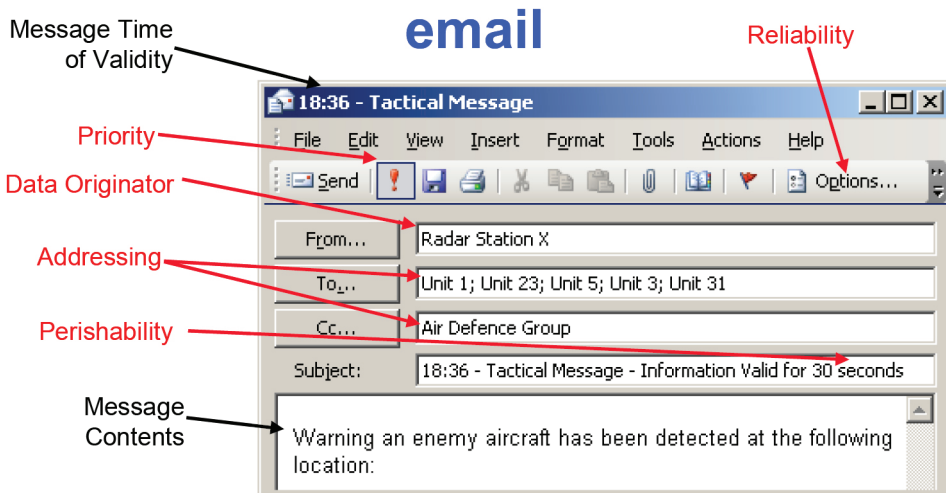 email
Message Time
of Validity
Reliability
18:36 - Tactical Message
Priority
File Edit View Insert Format Tools Actions Help
Data Originator
Send Options...
From... Radar Station X
Addressing
To... Unit 1; Unit 23; Unit 5; Unit 3; Unit 31
Perishability
Cc... Air Defence Group
Subject: 18:36 - Tactical Message - Information Valid for 30 seconds
Message
Contents
Warning an enemy aircraft has been detected at the following
location: